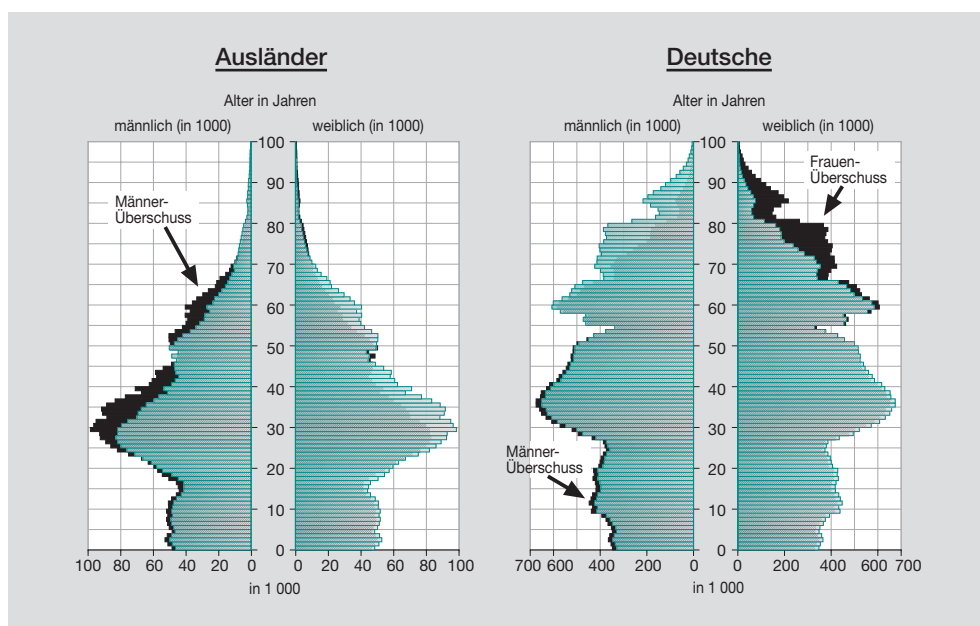 Ausländer
Alter in Jahren
männlich (in 1000)
weiblich (in 1000)
Männer-
Überschuss
100
90
80
70
60
50
40
30
20
10
0
100 80 60 40 20 0
0 20 40 60 80 100
in 1 000
Deutsche
Alter in Jahren
männlich (in 1000)
weiblich (in 1000)
Frauen-
Überschuss
Männer-
Überschuss
100
90
80
70
60
50
40
30
20
10
0
700 600 400 200 0
0 200 400 600 700
in 1 000